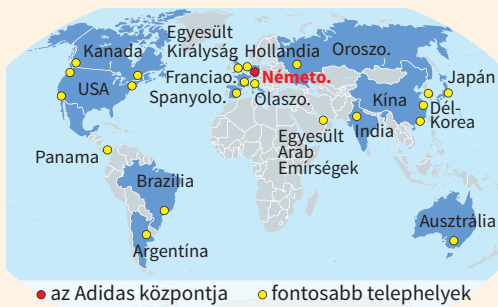 Kanada
USA
Panama
Brazília
Argentína
Egyesült
Királyság
Hollandia
Franciao.
Németo.
Spanyolo.
Olaszo.
Oroszo.
Egyesült
Arab
Emírségek
India
Kína
Japán
Dél-
Korea
Ausztrália
az Adidas központja
fontosabb telephelyek